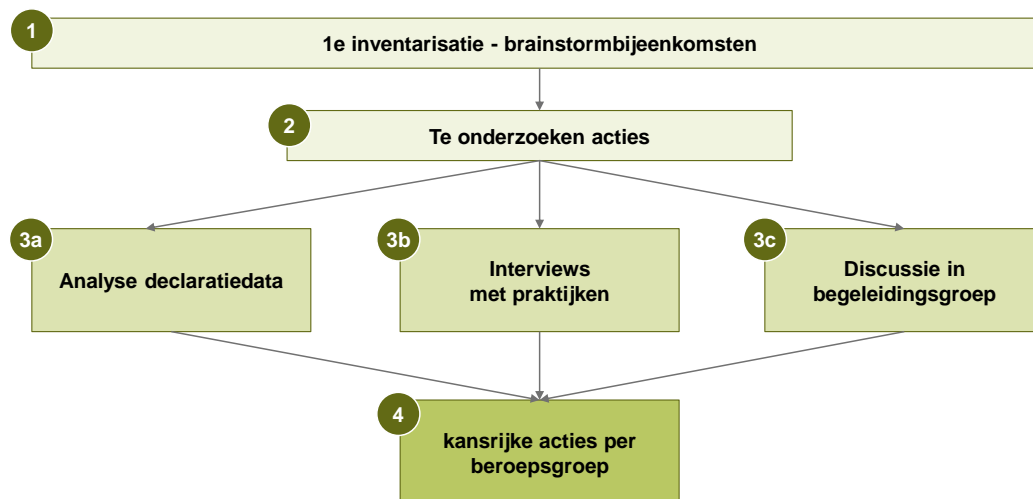 1
1e inventarisatie - brainstormbijeenkomsten
2
Te onderzoeken acties
3a
Analyse declaratiedata
3b
Interviews
met praktijken
3c
Discussie in
begeleidingsgroep
4
kansrijke acties per
beroepsgroep